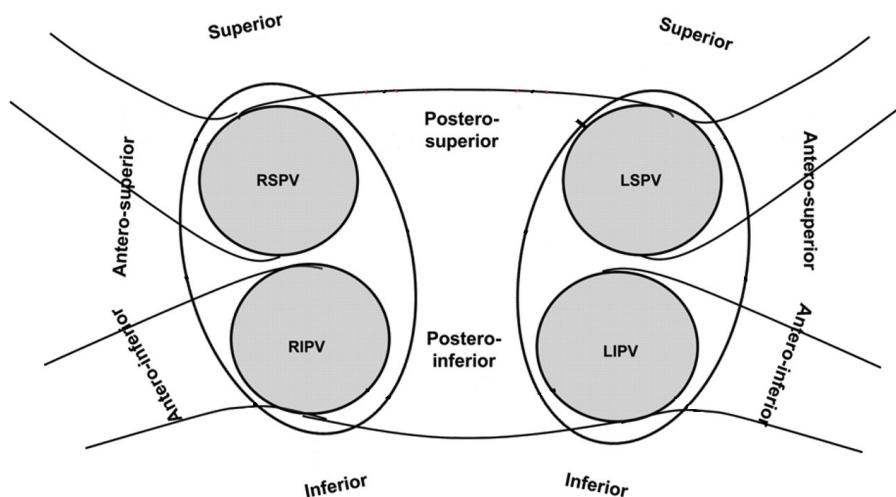 Superior
Superior
Postero-
superior
Antero-superior
Antero-superior
RSPV
LSPV
Antero-inferior
Antero-inferior
Postero-
inferior
RIPV
LIPV
Inferior
Inferior